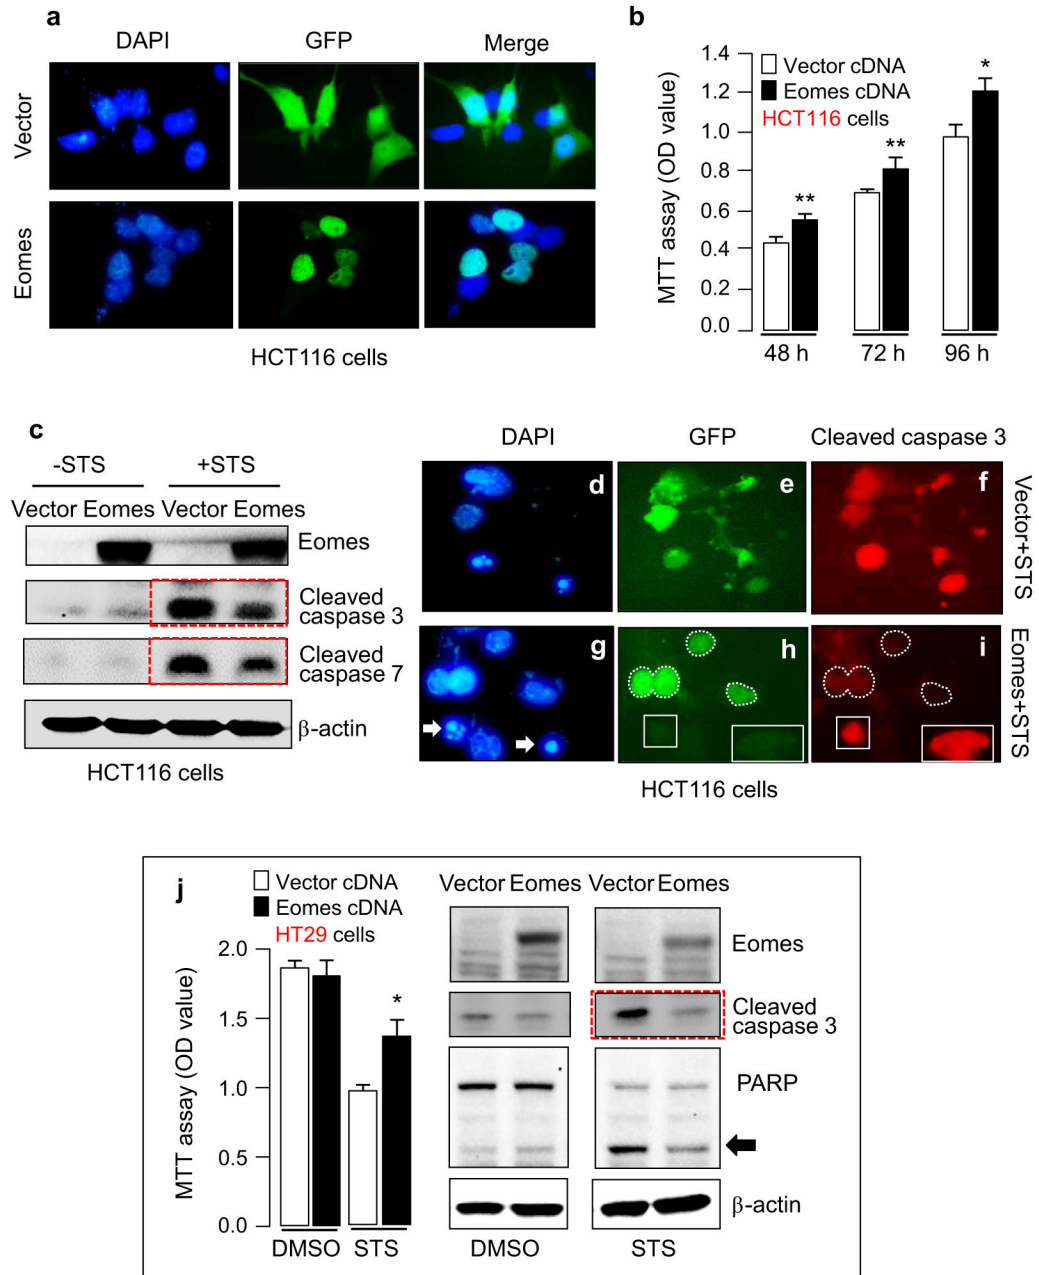 a
DAPI GFP Merge
Vector
Eomes
HCT116 cells
b
MTT assay (OD value)
1.4
1.2
1.0
0.8
0.6
0.4
0.2
0.0
Vector cDNA
Eomes cDNA
HCT116 cells
** ** *
48 h 72 h 96 h
c
-STS +STS
Vector Eomes Vector Eomes
Eomes
Cleaved
caspase 3
Cleaved
caspase 7
β-actin
HCT116 cells
DAPI GFP Cleaved caspase 3
d e f
Vector+STS
g h i
Eomes+STS
HCT116 cells
j
Vector cDNA
Eomes cDNA
HT29 cells
MTT assay (OD value)
2.0
1.5
1.0
0.5
0.0
*
DMSO STS
Vector Eomes Vector Eomes
Eomes
Cleaved
caspase 3
PARP
β-actin
DMSO STS